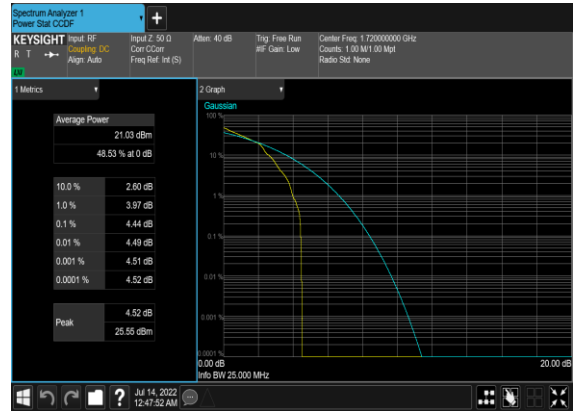 Spectrum Analyzer 1
Power Stat CCDF
KEYSIGHT
R T
LW
Input: RF
Coupling: DC
Align: Auto
Input Z: 50 Ω
Corr CCorr
Freq Ref: Int (S)
Atten: 40 dB
Trig: Free Run
#IF Gain: Low
Center Freq: 1.720000000 GHz
Counts: 1.00 M/1.00 Mpt
Radio Std: None
1 Metrics
Average Power
21.03 dBm
48.53 % at 0 dB
10.0 % 2.60 dB
1.0 % 3.97 dB
0.1 % 4.44 dB
0.01 % 4.49 dB
0.001 % 4.51 dB
0.0001 % 4.52 dB
Peak
4.52 dB
25.55 dBm
2 Graph
Gaussian
100 %
10 %
1 %
0.1 %
0.01 %
0.001 %
0.0001 %
0.00 dB
20.00 dB
Info BW 25.000 MHz
?
Jul 14, 2022
12:47:52 AM